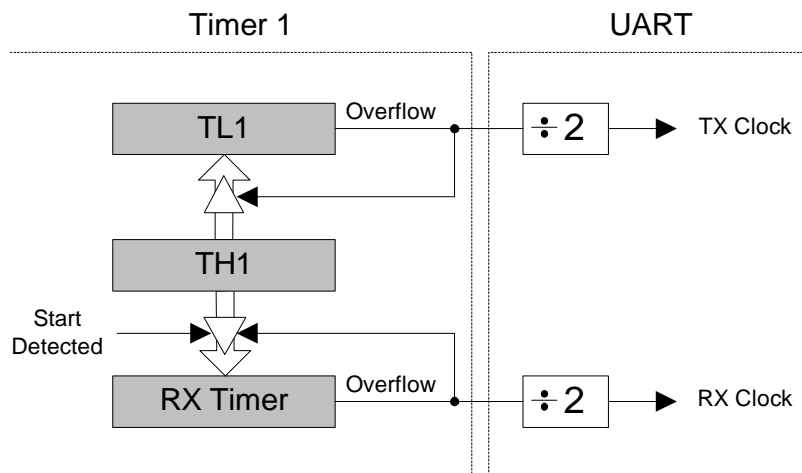 Timer 1
UART
TL1
Overflow
÷ 2
TX Clock
TH1
Start
Detected
RX Timer
Overflow
÷ 2
RX Clock